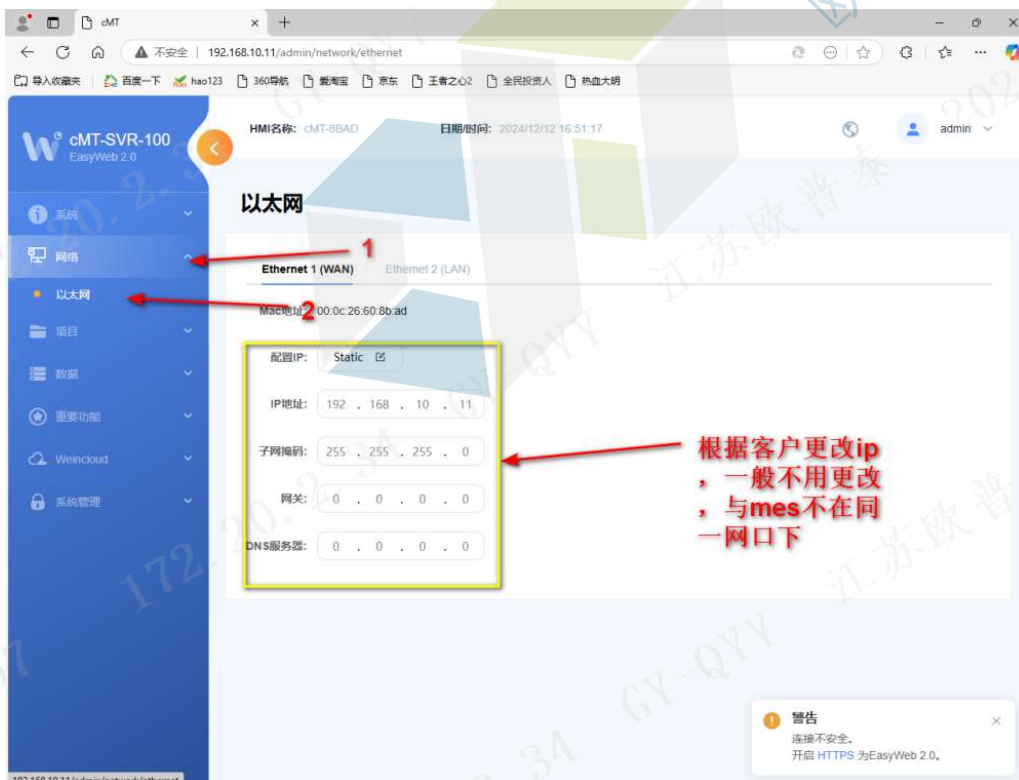 cMT
不安全 | 192.168.10.11/admin/network/ethernet
导入收藏夹 百度一下 hao123 360导航 爱淘宝 京东 王者之心2 全民投资人 热血大明
cMT-SVR-100
EasyWeb 2.0
HMI名称: cMT-8BAD 日期/时间: 2024/12/12 16:51:17 admin
系统
网络
以太网
项目
数据
重要功能
Weincloud
系统管理
以太网
1
2
Ethernet 1 (WAN) Ethernet 2 (LAN)
Mac地址: 00:0c:26:60:8b:ad
配置IP: Static
IP地址: 192 . 168 . 10 . 11
子网掩码: 255 . 255 . 255 . 0
网关: 0 . 0 . 0 . 0
DNS服务器: 0 . 0 . 0 . 0
根据客户更改ip
，一般不用更改
，与mes不在同
一网口下
警告
连接不安全。
开启 HTTPS 为EasyWeb 2.0。
192.168.10.11/admin/network/ethernet
江苏欧普泰
GY-QYY